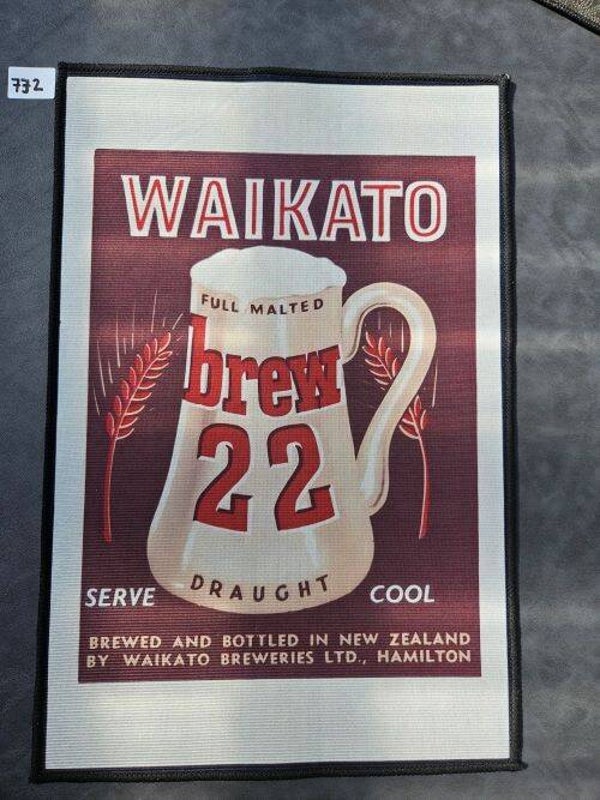 772
WAIKATO
FULL MALTED
brew
22
DRAUGHT
SERVE COOL
BREWED AND BOTTLED IN NEW ZEALAND
BY WAIKATO BREWERIES LTD., HAMILTON